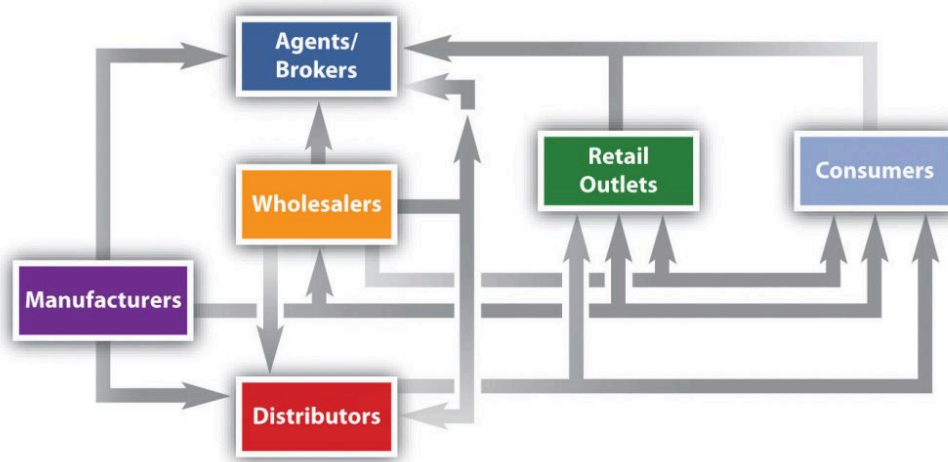 Agents/
Brokers
Retail
Outlets
Consumers
Wholesalers
Manufacturers
Distributors